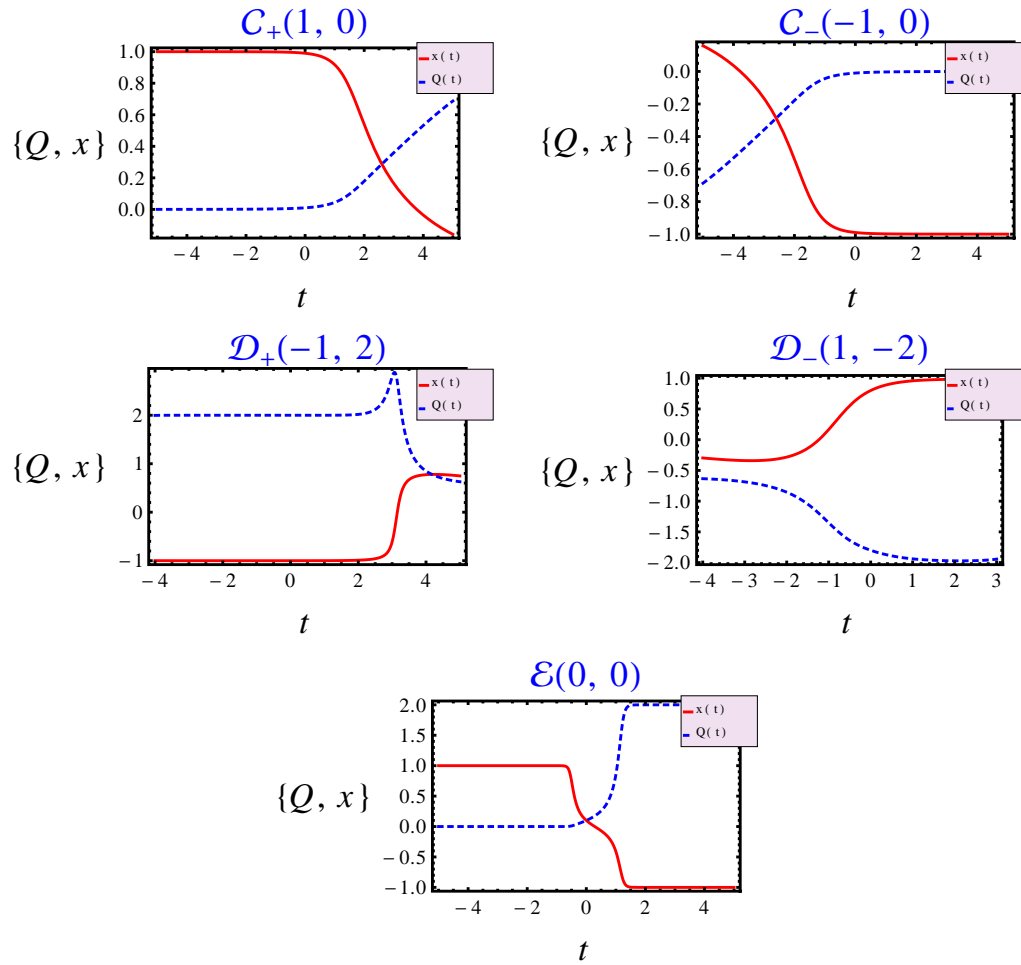 𝒞₊(1, 0)
1.0
0.8
0.6
0.4
0.2
0.0
{Q, x}
−4 −2 0 2 4
t
x(t)
Q(t)
𝒞₋(−1, 0)
0.0
−0.2
−0.4
−0.6
−0.8
−1.0
{Q, x}
−4 −2 0 2 4
t
x(t)
Q(t)
𝒟₊(−1, 2)
2
1
0
−1
{Q, x}
−4 −2 0 2 4
t
x(t)
Q(t)
𝒟₋(1, −2)
1.0
0.5
0.0
−0.5
−1.0
−1.5
−2.0
{Q, x}
−4 −3 −2 −1 0 1 2 3
t
x(t)
Q(t)
ℰ(0, 0)
2.0
1.5
1.0
0.5
0.0
−0.5
−1.0
{Q, x}
−4 −2 0 2 4
t
x(t)
Q(t)